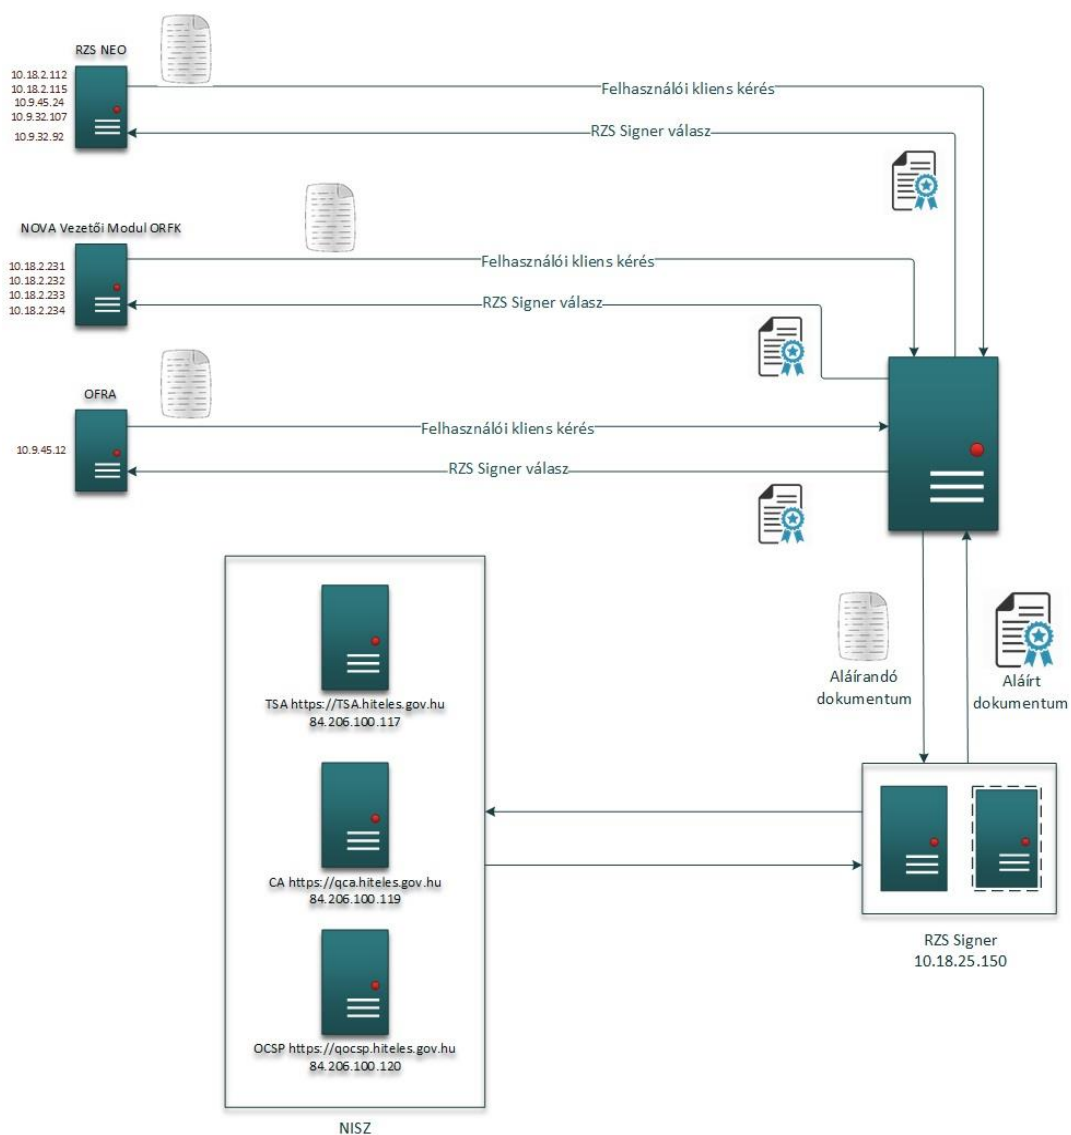 RZS NEO
10.18.2.112
10.18.2.115
10.9.45.24
10.9.32.107
10.9.32.92
Felhasználói kliens kérés
RZS Signer válasz
NOVA Vezetői Modul ORFK
10.18.2.231
10.18.2.232
10.18.2.233
10.18.2.234
Felhasználói kliens kérés
RZS Signer válasz
OFRA
10.9.45.12
Felhasználói kliens kérés
RZS Signer válasz
Aláírandó
dokumentum
Aláírt
dokumentum
TSA https://TSA.hiteles.gov.hu
84.206.100.117
CA https://qca.hiteles.gov.hu
84.206.100.119
OCSP https://qocsp.hiteles.gov.hu
84.206.100.120
NISZ
RZS Signer
10.18.25.150